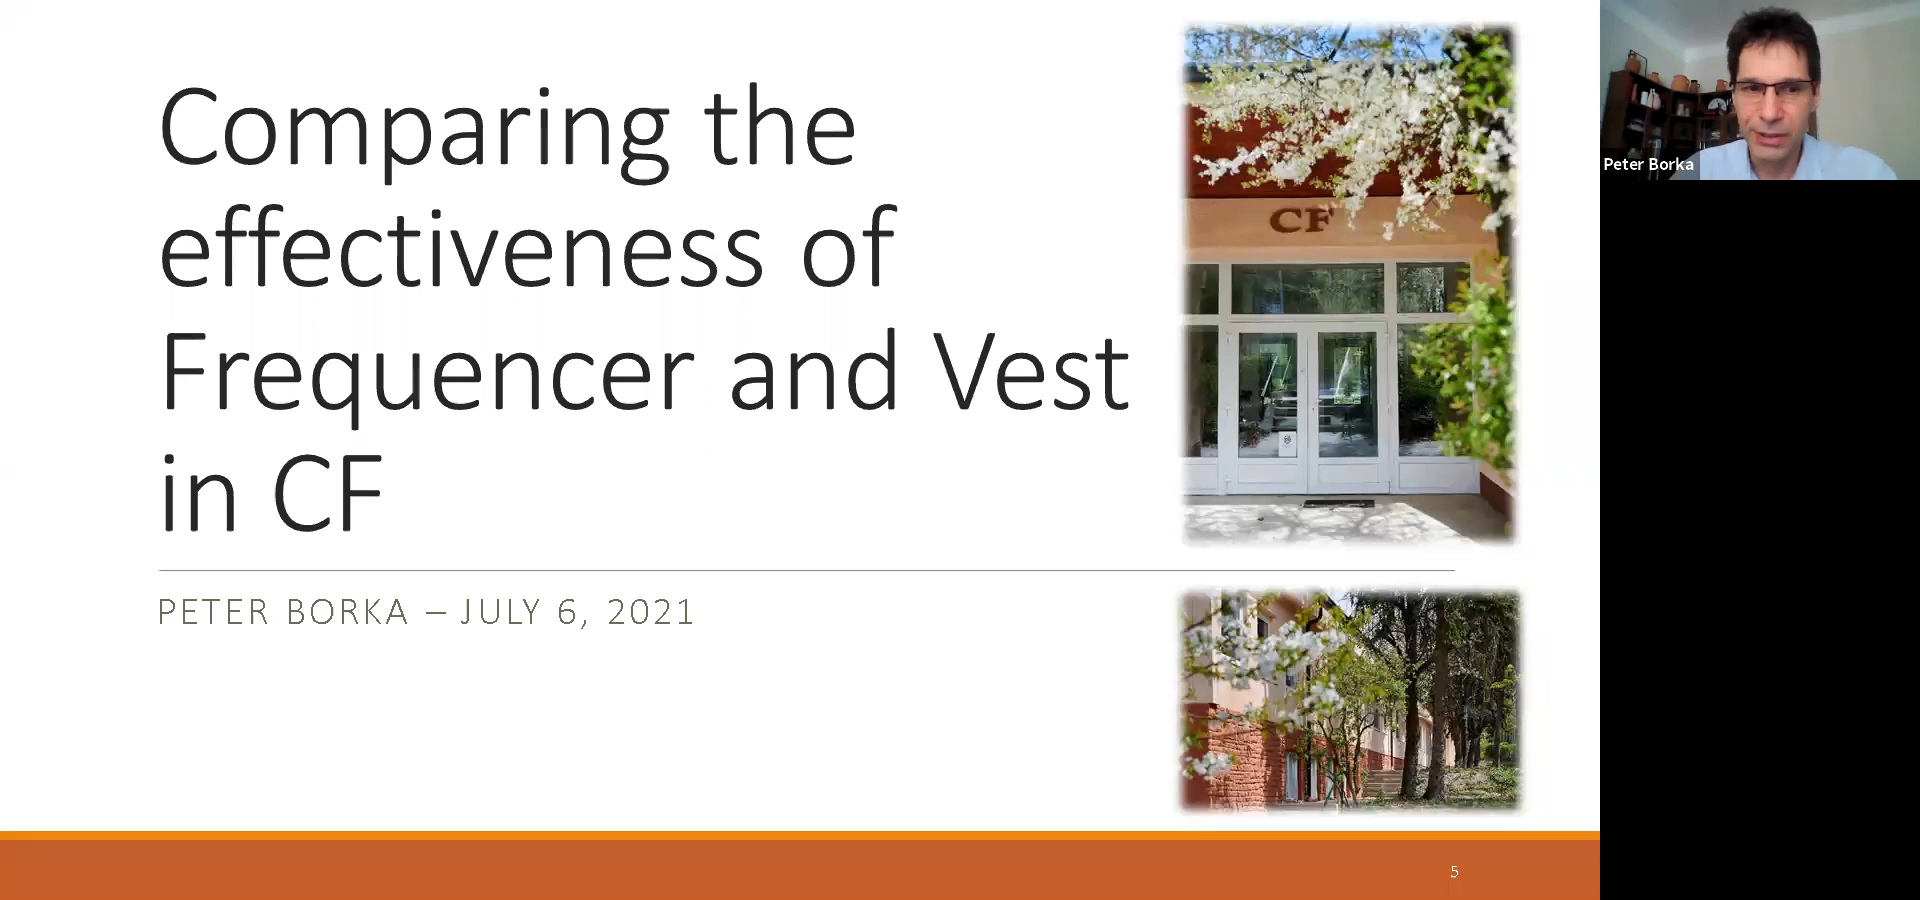 Comparing the
effectiveness of
Frequencer and Vest
in CF
PETER BORKA – JULY 6, 2021
CF
5
Peter Borka